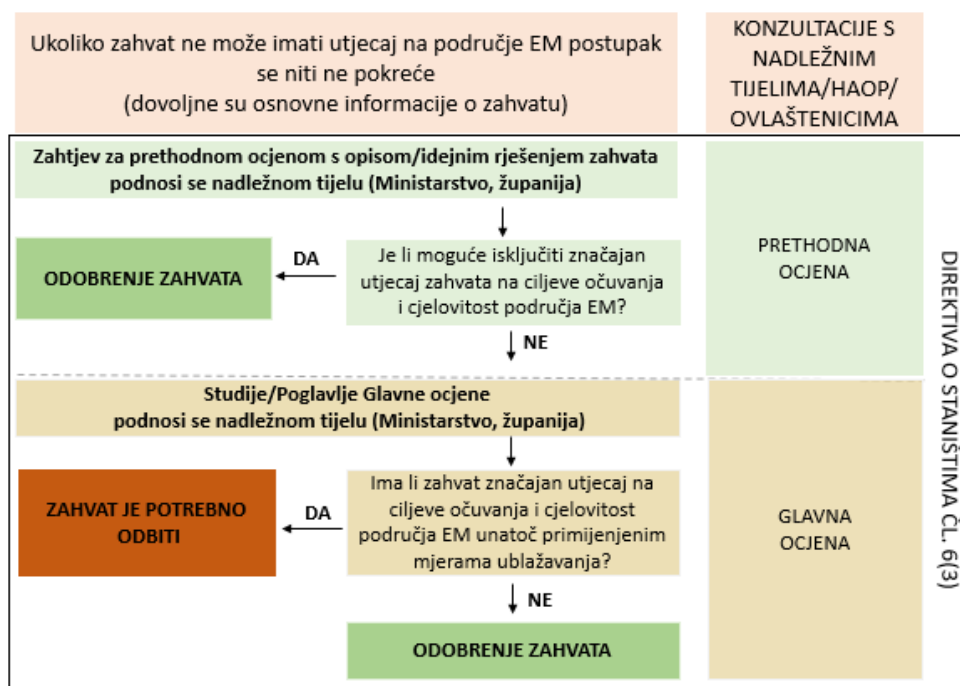 Ukoliko zahvat ne može imati utjecaj na područje EM postupak
se niti ne pokreće
(dovoljne su osnovne informacije o zahvatu)
KONZULTACIJE S
NADLEŽNIM
TIJELIMA/HAOP/
OVLAŠTENICIMA
Zahtjev za prethodnom ocjenom s opisom/idejnim rješenjem zahvata
podnosi se nadležnom tijelu (Ministarstvo, županija)
Je li moguće isključiti značajan
utjecaj zahvata na ciljeve očuvanja
i cjelovitost područja EM?
DA
ODOBRENJE ZAHVATA
NE
PRETHODNA
OCJENA
Studije/Poglavlje Glavne ocjene
podnosi se nadležnom tijelu (Ministarstvo, županija)
Ima li zahvat značajan utjecaj na
ciljeve očuvanja i cjelovitost
područja EM unatoč primijenjenim
mjerama ublažavanja?
DA
ZAHVAT JE POTREBNO
ODBITI
NE
ODOBRENJE ZAHVATA
GLAVNA
OCJENA
DIREKTIVA O STANIŠTIMA ČL. 6(3)